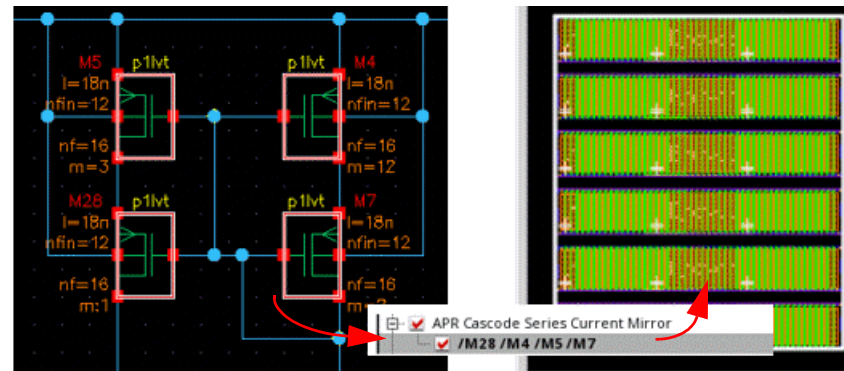 M5 p1lvt p1lvt M4
l=18n l=18n
nfin=12 nfin=12
nf=16 nf=16
m=3 m=12
M28 p1lvt p1lvt M7
l=18n l=18n
nfin=12 nfin=12
nf=16 nf=16
m:1
APR Cascode Series Current Mirror
/M28 /M4 /M5 /M7